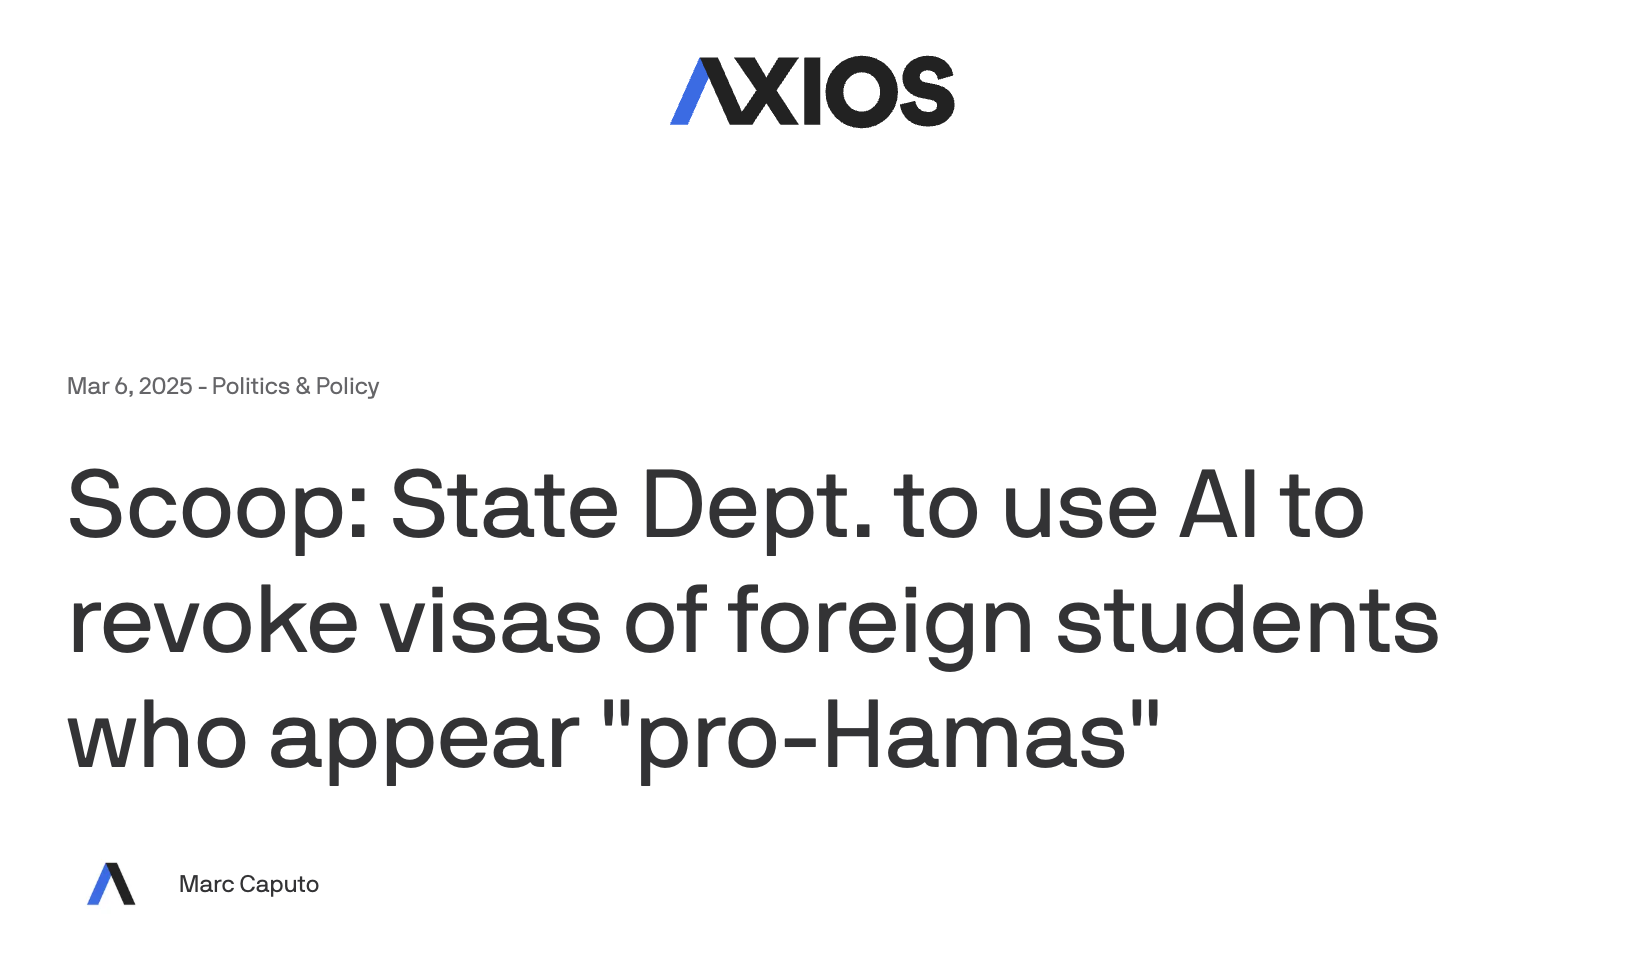 AXIOS
Mar 6, 2025 - Politics & Policy
Scoop: State Dept. to use AI to
revoke visas of foreign students
who appear "pro-Hamas"
Marc Caputo